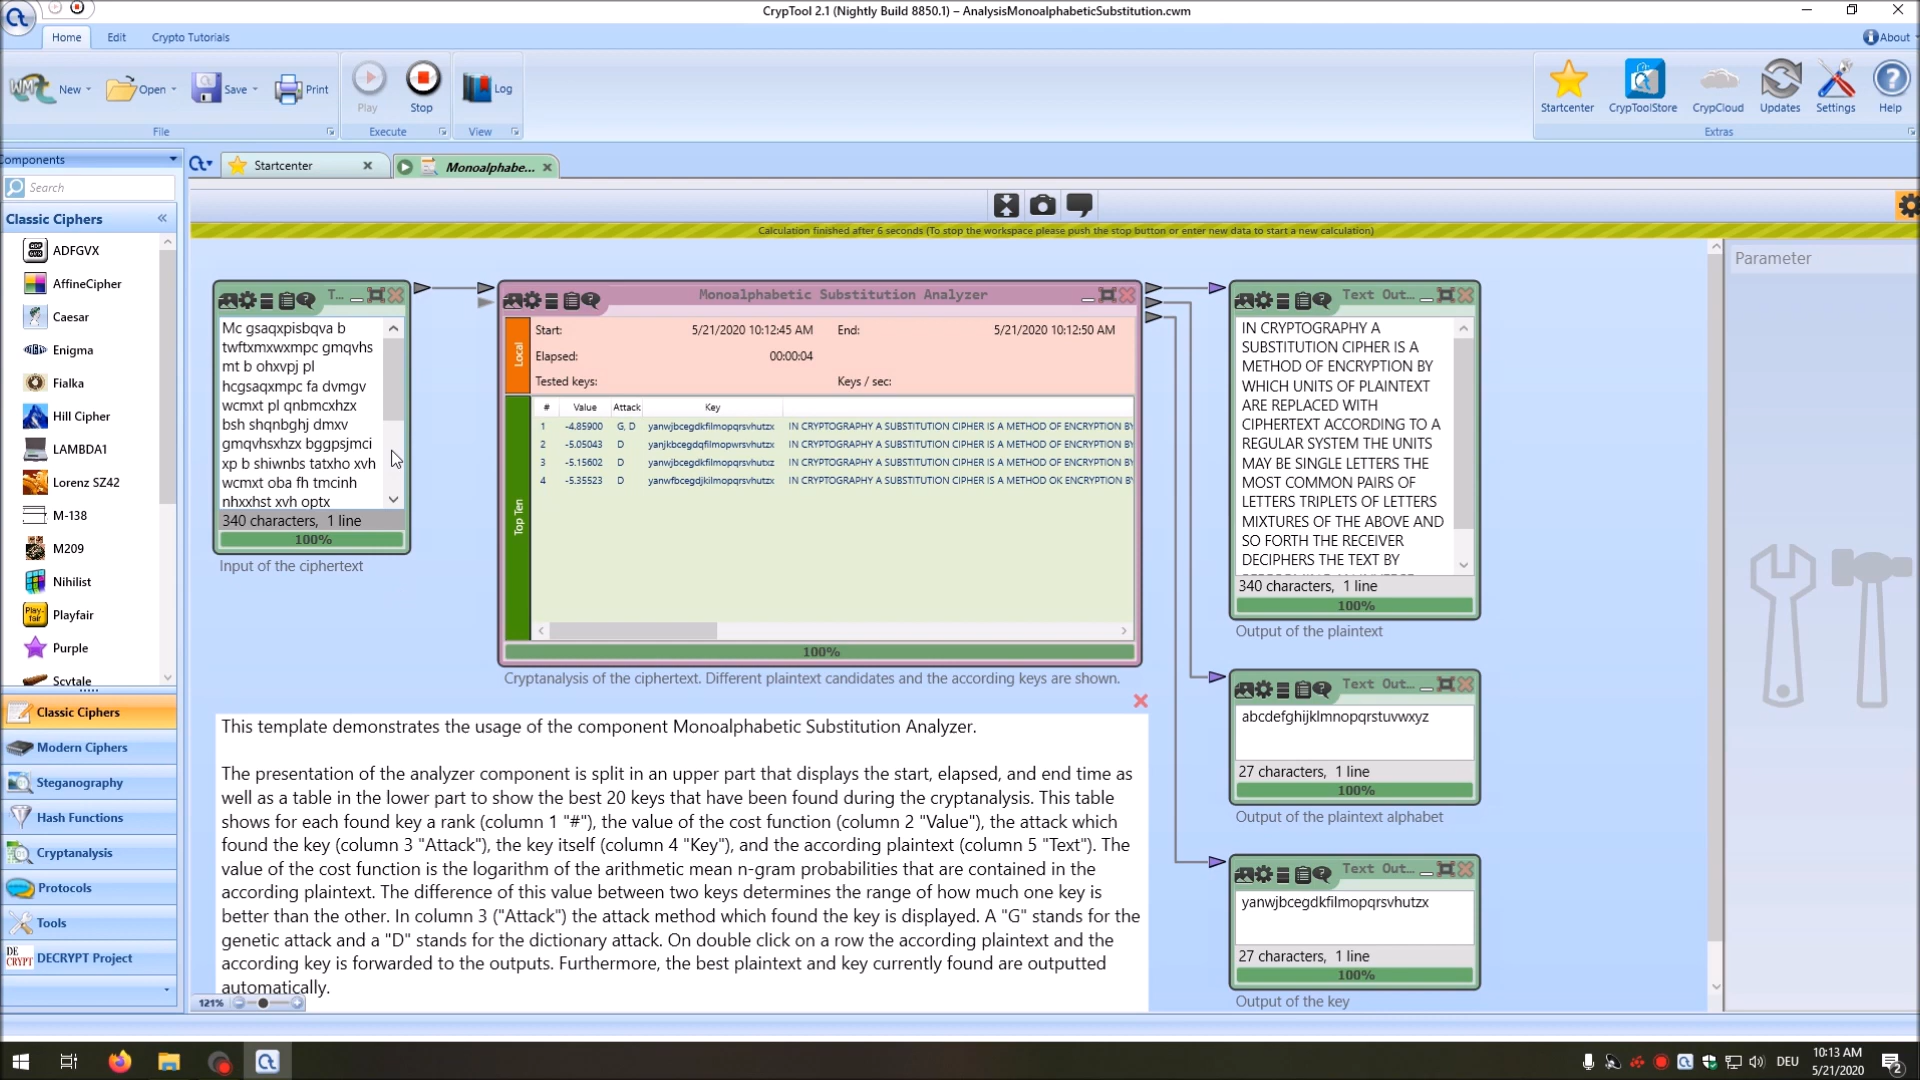 CrypTool 2.1 (Nightly Build 8850.1) – AnalysisMonoalphabeticSubstitution.cwm
Home
Edit
Crypto Tutorials
About
New
Open
Save
Print
Play
Stop
Log
Startcenter
CrypToolStore
CrypCloud
Updates
Settings
Help
File
Execute
View
Extras
Components
Startcenter
Monoalphabe...
Search
Classic Ciphers
ADFGVX
AffineCipher
Caesar
Enigma
Fialka
Hill Cipher
LAMBDA1
Lorenz SZ42
M-138
M209
Nihilist
Playfair
Purple
Scytale
Classic Ciphers
Modern Ciphers
Steganography
Hash Functions
Cryptanalysis
Protocols
Tools
DECRYPT Project
Calculation finished after 6 seconds (To stop the workspace please push the stop button or enter new data to start a new calculation)
T...
Mc gsaqxpisbqva b
twftxmxwxmpc gmqvhs
mt b ohxvpj pl
hcgsaqxmpc fa dvmgv
wcmxt pl qnbmcxhzx
bsh shqnbghj dmxv
gmqvhsxhzx bggpsjmci
xp b shiwnbs tatxho xvh
wcmxt oba fh tmcinh
nhxxhst xvh optx
340 characters, 1 line
100%
Input of the ciphertext
Monoalphabetic Substitution Analyzer
Local
Start: 5/21/2020 10:12:45 AM End: 5/21/2020 10:12:50 AM
Elapsed: 00:00:04
Tested keys: Keys / sec:
Top Ten
# Value Attack Key
1 -4.85900 G, D yanwjbcegdkfilmopqrsvhutzx IN CRYPTOGRAPHY A SUBSTITUTION CIPHER IS A METHOD OF ENCRYPTION BY
2 -5.05043 D yanjkbcegdqfilmopwrsvhutzx IN CRYPTOGRAPHY A SUBSTITUTION CIPHER IS A METHOD OF ENCRYPTION BY
3 -5.15602 D yanwjbcegdkfilmopqrsvhutxz IN CRYPTOGRAPHY A SUBSTITUTION CIPHER IS A METHOD OF ENCRYPTION BY
4 -5.35523 D yanwfbcegdjkilmopqrsvhutzx IN CRYPTOGRAPHY A SUBSTITUTION CIPHER IS A METHOD OK ENCRYPTION BY
100%
Cryptanalysis of the ciphertext. Different plaintext candidates and the according keys are shown.
Text Out...
IN CRYPTOGRAPHY A
SUBSTITUTION CIPHER IS A
METHOD OF ENCRYPTION BY
WHICH UNITS OF PLAINTEXT
ARE REPLACED WITH
CIPHERTEXT ACCORDING TO A
REGULAR SYSTEM THE UNITS
MAY BE SINGLE LETTERS THE
MOST COMMON PAIRS OF
LETTERS TRIPLETS OF LETTERS
MIXTURES OF THE ABOVE AND
SO FORTH THE RECEIVER
DECIPHERS THE TEXT BY
340 characters, 1 line
100%
Output of the plaintext
Text Out...
abcdefghijklmnopqrstuvwxyz
27 characters, 1 line
100%
Output of the plaintext alphabet
Text Out...
yanwjbcegdkfilmopqrsvhutzx
27 characters, 1 line
100%
Output of the key
This template demonstrates the usage of the component Monoalphabetic Substitution Analyzer.
The presentation of the analyzer component is split in an upper part that displays the start, elapsed, and end time as
well as a table in the lower part to show the best 20 keys that have been found during the cryptanalysis. This table
shows for each found key a rank (column 1 "#"), the value of the cost function (column 2 "Value"), the attack which
found the key (column 3 "Attack"), the key itself (column 4 "Key"), and the according plaintext (column 5 "Text"). The
value of the cost function is the logarithm of the arithmetic mean n-gram probabilities that are contained in the
according plaintext. The difference of this value between two keys determines the range of how much one key is
better than the other. In column 3 ("Attack") the attack method which found the key is displayed. A "G" stands for the
genetic attack and a "D" stands for the dictionary attack. On double click on a row the according plaintext and the
according key is forwarded to the outputs. Furthermore, the best plaintext and key currently found are outputted
automatically.
121%
Parameter
DEU
10:13 AM
5/21/2020
2